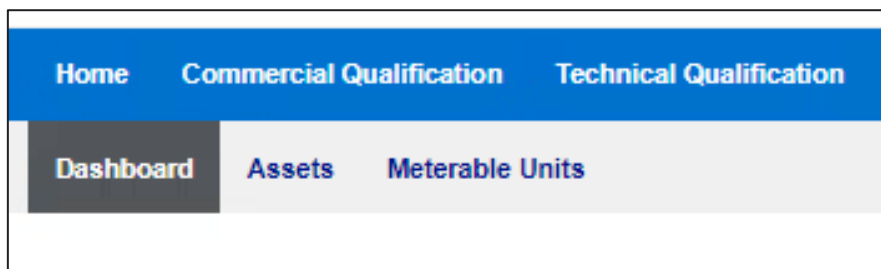 Home Commercial Qualification Technical Qualification
Dashboard Assets Meterable Units